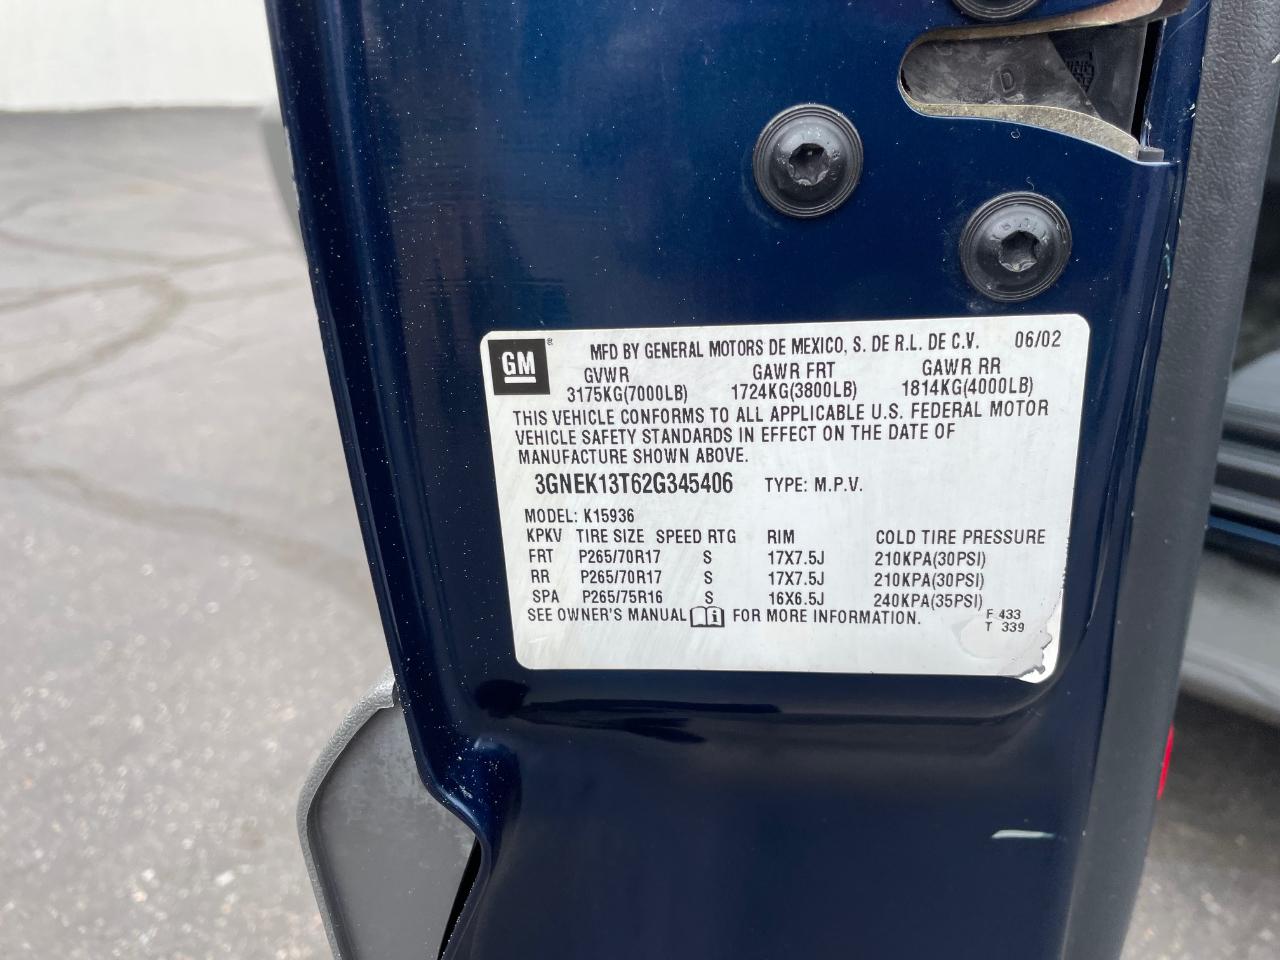 GM ®
MFD BY GENERAL MOTORS DE MEXICO, S. DE R.L. DE C.V. 06/02
GVWR GAWR FRT GAWR RR
3175KG(7000LB) 1724KG(3800LB) 1814KG(4000LB)
THIS VEHICLE CONFORMS TO ALL APPLICABLE U.S. FEDERAL MOTOR
VEHICLE SAFETY STANDARDS IN EFFECT ON THE DATE OF
MANUFACTURE SHOWN ABOVE.
3GNEK13T62G345406 TYPE: M.P.V.
MODEL: K15936
KPKV TIRE SIZE SPEED RTG RIM COLD TIRE PRESSURE
FRT P265/70R17 S 17X7.5J 210KPA(30PSI)
RR P265/70R17 S 17X7.5J 210KPA(30PSI)
SPA P265/75R16 S 16X6.5J 240KPA(35PSI)
SEE OWNER'S MANUAL FOR MORE INFORMATION.
F 433
T 339
D